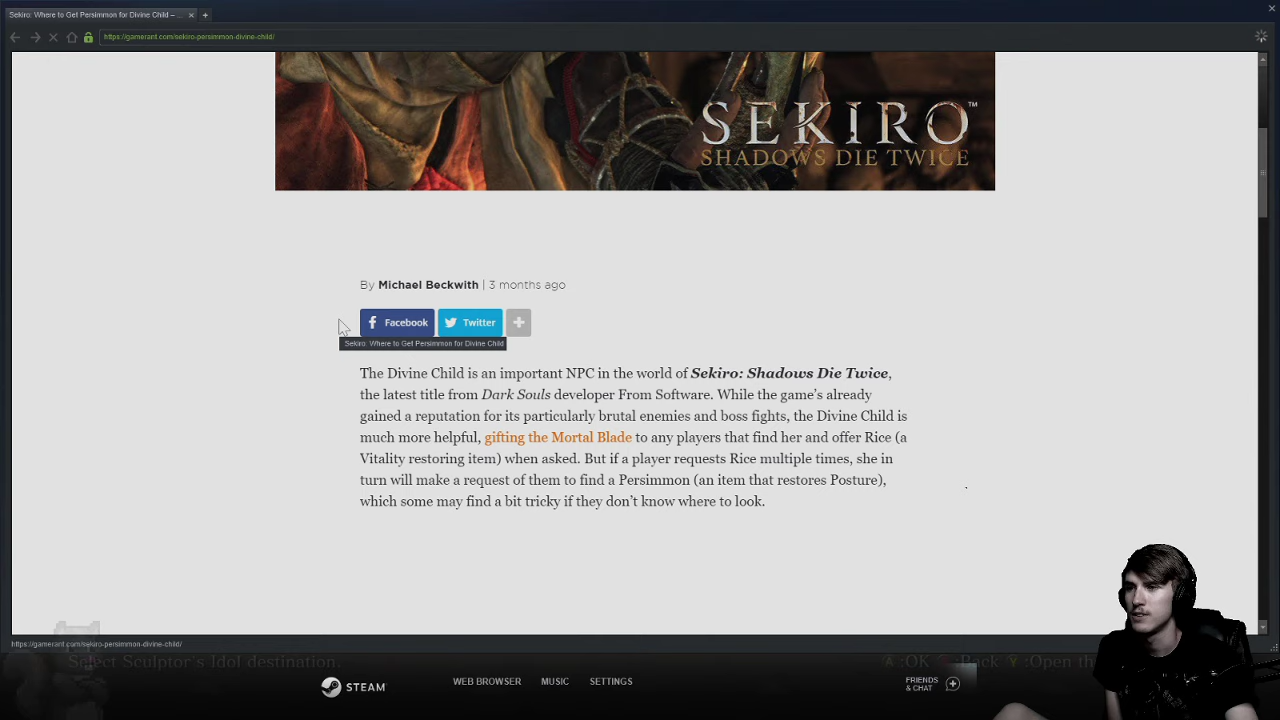 Sekiro: Where to Get Persimmon for Divine Child – ...
https://gamerant.com/sekiro-persimmon-divine-child/
SEKIRO™
SHADOWS DIE TWICE
By Michael Beckwith | 3 months ago
Facebook Twitter
Sekiro: Where to Get Persimmon for Divine Child
The Divine Child is an important NPC in the world of Sekiro: Shadows Die Twice,
the latest title from Dark Souls developer From Software. While the game's already
gained a reputation for its particularly brutal enemies and boss fights, the Divine Child is
much more helpful, gifting the Mortal Blade to any players that find her and offer Rice (a
Vitality restoring item) when asked. But if a player requests Rice multiple times, she in
turn will make a request of them to find a Persimmon (an item that restores Posture),
which some may find a bit tricky if they don't know where to look.
https://gamerant.com/sekiro-persimmon-divine-child/
Select Sculptor's Idol destination.
A :OK :Back Y :Open th
STEAM WEB BROWSER MUSIC SETTINGS FRIENDS
& CHAT